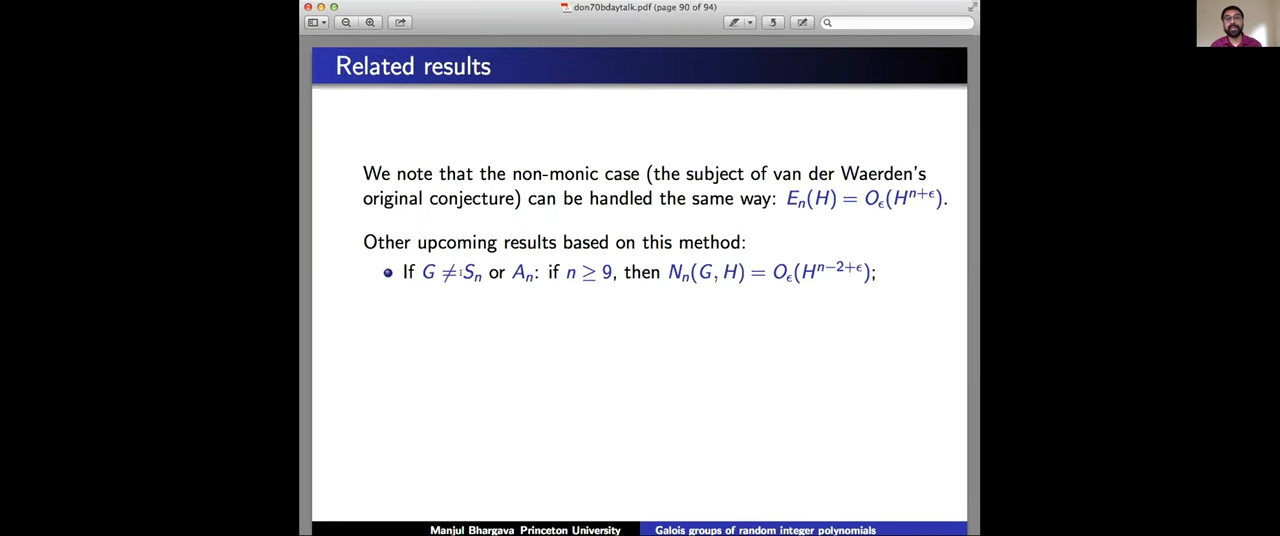 don70bdaytalk.pdf (page 90 of 94)
Related results
We note that the non-monic case (the subject of van der Waerden's
original conjecture) can be handled the same way: Eₙ(H) = O_ϵ(Hⁿ⁺ᵋ).
Other upcoming results based on this method:
If G ≠ Sₙ or Aₙ: if n ≥ 9, then Nₙ(G, H) = O_ϵ(Hⁿ⁻²⁺ᵋ);
Manjul Bhargava Princeton University
Galois groups of random integer polynomials